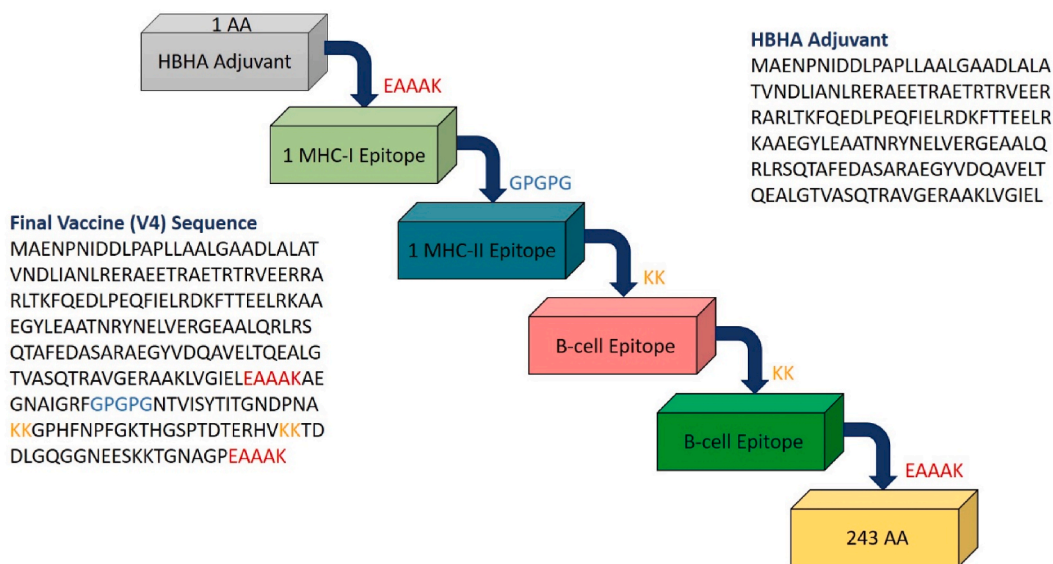 1 AA
HBHA Adjuvant
EAAAK
1 MHC-I Epitope
GPGPG
1 MHC-II Epitope
KK
B-cell Epitope
KK
B-cell Epitope
EAAAK
243 AA
HBHA Adjuvant
MAENPNIDDLPAPLLAALGAADLALA
TVNDLIANLRERAEETRAETRTRVEER
RARLTKFQEDLPEQFIELRDKFTTEELR
KAAEGYLEAATNRYNELVERGEAALQ
RLRSQTAFEDASARAEGYVDQAVELT
QEALGTVASQTRAVGERAAKLVGIEL
Final Vaccine (V4) Sequence
MAENPNIDDLPAPLLAALGAADLALAT
VNDLIANLRERAEETRAETRTRVEERRA
RLTKFQEDLPEQFIELRDKFTTEELRKAA
EGYLEAATNRYNELVERGEAALQRLRS
QTAFEDASARAEGYVDQAVELTQEALG
TVASQTRAVGERAAKLVGIELEAAAKAE
GNAIGRFGPGPGNTVISYTITGNDPNA
KKGPHFNPFGKTHGSPTDTERHVKKTD
DLGQGGNEESKKTGNAGPEAAAK